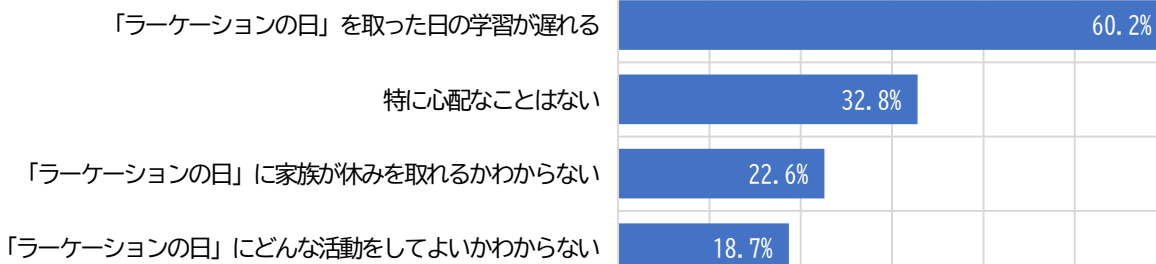 「ラーケーションの日」を取った日の学習が遅れる 60.2%
特に心配なことはない 32.8%
「ラーケーションの日」に家族が休みを取れるかわからない 22.6%
「ラーケーションの日」にどんな活動をしてよいかわからない 18.7%